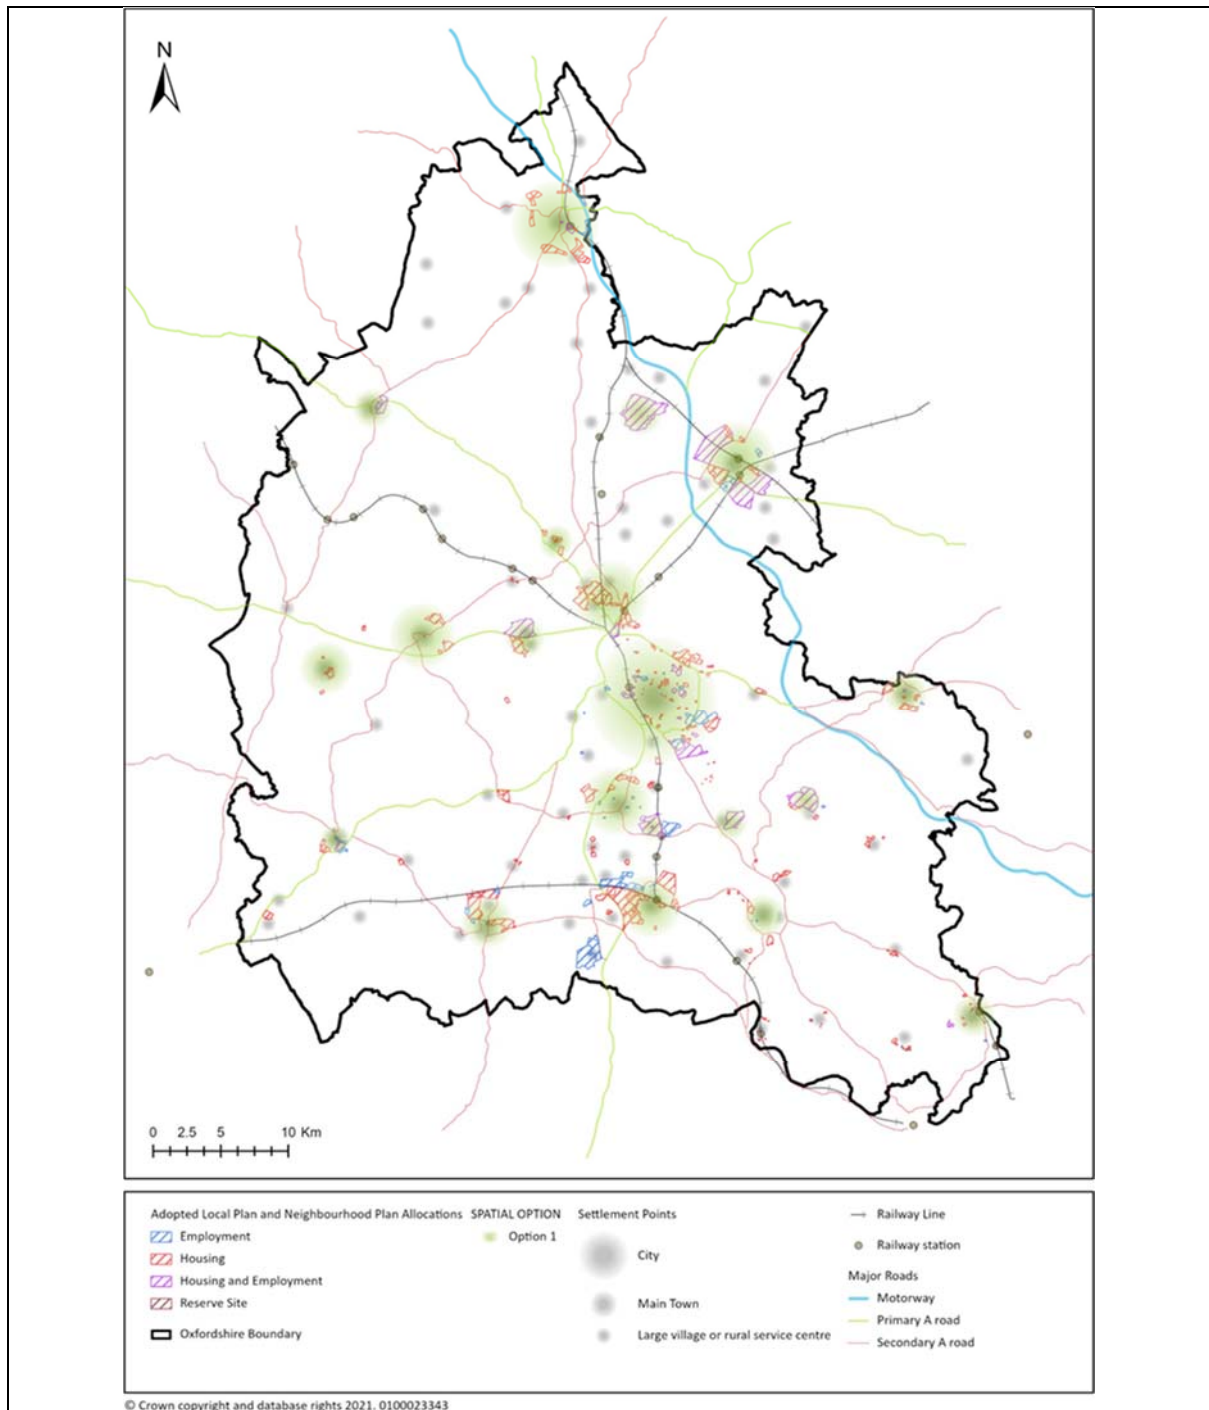 N
0 2.5 5 10 Km
Adopted Local Plan and Neighbourhood Plan Allocations
Employment
Housing
Housing and Employment
Reserve Site
Oxfordshire Boundary
SPATIAL OPTION
Option 1
Settlement Points
City
Main Town
Large village or rural service centre
Railway Line
Railway station
Major Roads
Motorway
Primary A road
Secondary A road
© Crown copyright and database rights 2021. 0100023343